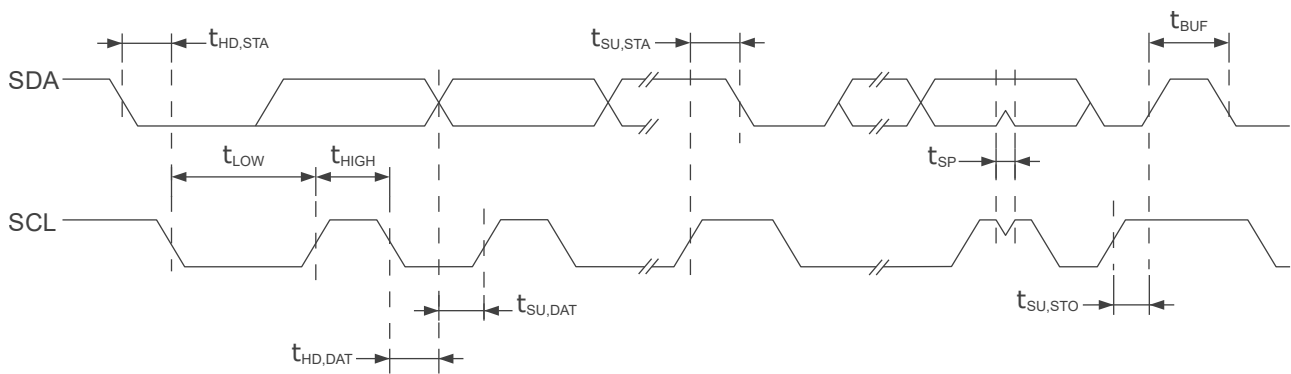 tHD,STA
tSU,STA
tBUF
SDA
tLOW
tHIGH
tSP
SCL
tSU,DAT
tSU,STO
tHD,DAT